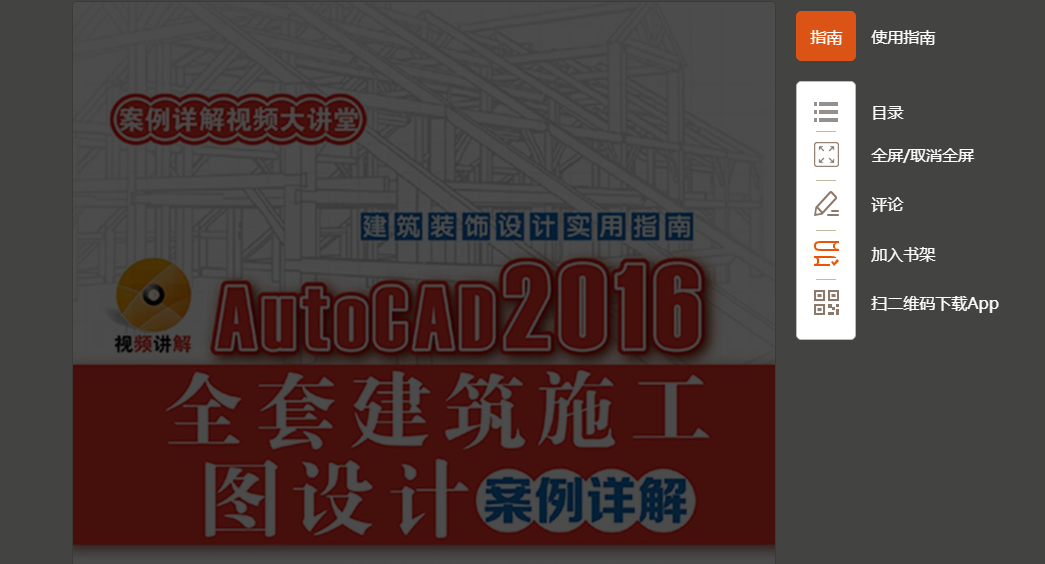 案例详解视频大讲堂
建筑装饰设计实用指南
视频讲解
AutoCAD2016
全套建筑施工
图设计案例详解
指南
使用指南
目录
全屏/取消全屏
评论
加入书架
扫二维码下载App